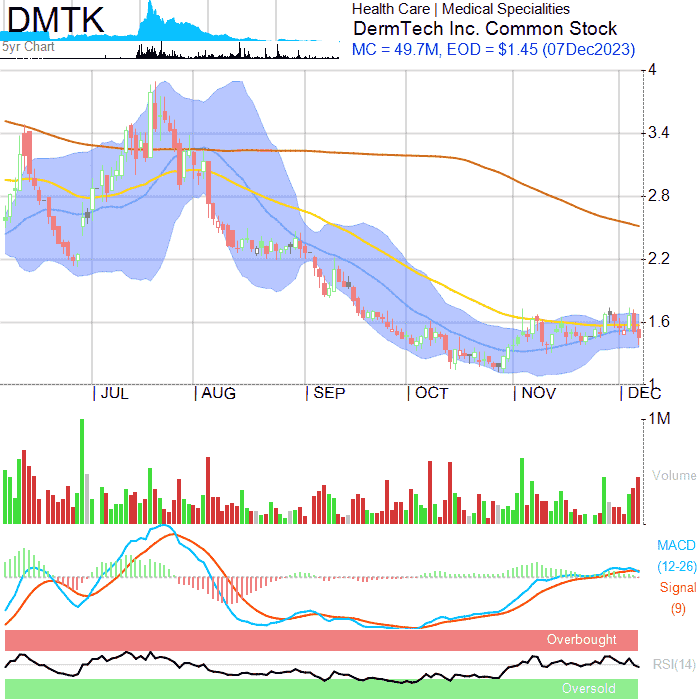 DMTK
5yr Chart
Health Care | Medical Specialities
DermTech Inc. Common Stock
MC = 49.7M, EOD = $1.45 (07Dec2023)
4
3.4
2.8
2.2
1.6
1
JUL
AUG
SEP
OCT
NOV
DEC
1M
Volume
MACD
(12-26)
Signal
(9)
Overbought
RSI(14)
Oversold